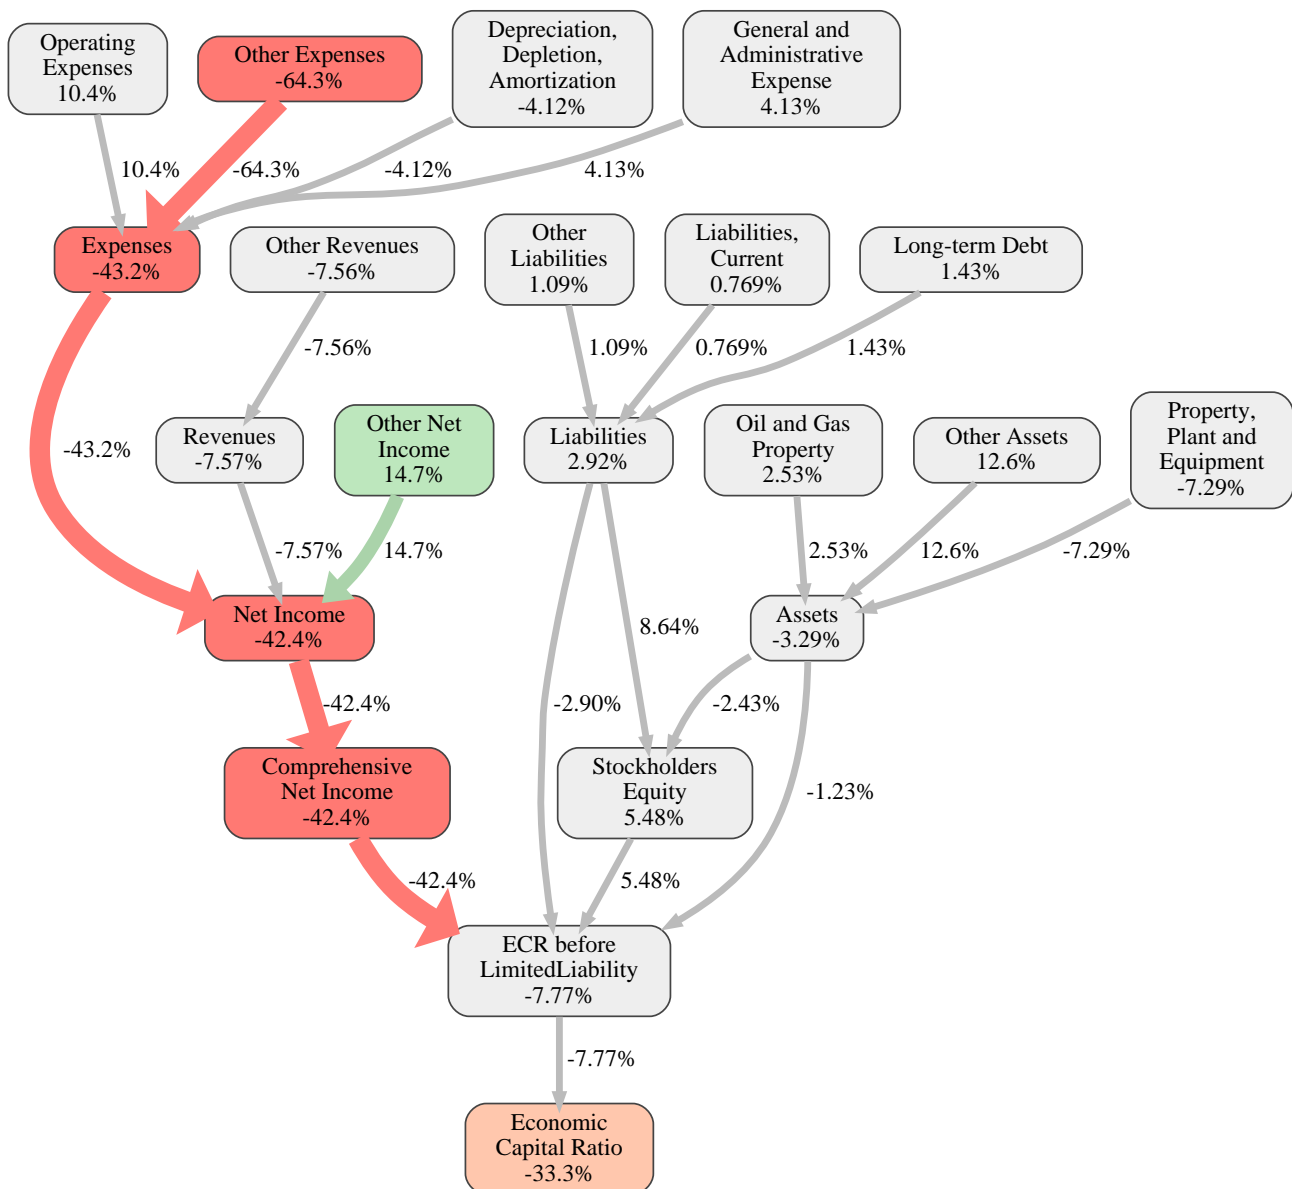 Operating
Expenses
10.4%
Other Expenses
-64.3%
Depreciation,
Depletion,
Amortization
-4.12%
General and
Administrative
Expense
4.13%
10.4%
-64.3%
-4.12%
4.13%
Expenses
-43.2%
Other Revenues
-7.56%
Other
Liabilities
1.09%
Liabilities,
Current
0.769%
Long-term Debt
1.43%
-7.56%
1.09%
0.769%
1.43%
-43.2%
Revenues
-7.57%
Other Net
Income
14.7%
Liabilities
2.92%
Oil and Gas
Property
2.53%
Other Assets
12.6%
Property,
Plant and
Equipment
-7.29%
-7.57%
14.7%
2.53%
12.6%
-7.29%
Net Income
-42.4%
8.64%
Assets
-3.29%
-42.4%
-2.90%
-2.43%
Comprehensive
Net Income
-42.4%
Stockholders
Equity
5.48%
-1.23%
-42.4%
5.48%
ECR before
LimitedLiability
-7.77%
-7.77%
Economic
Capital Ratio
-33.3%